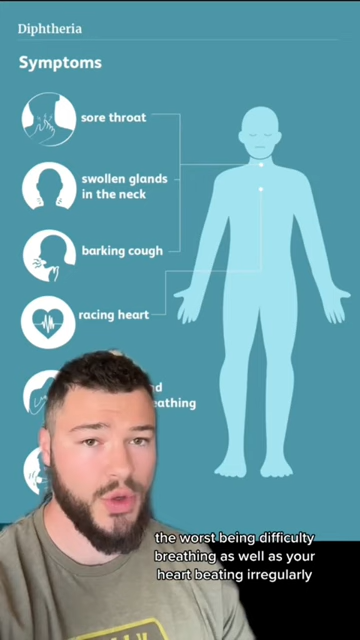 Diphtheria
Symptoms
sore throat
swollen glands
in the neck
barking cough
racing heart
the worst being difficulty
breathing as well as your
heart beating irregularly